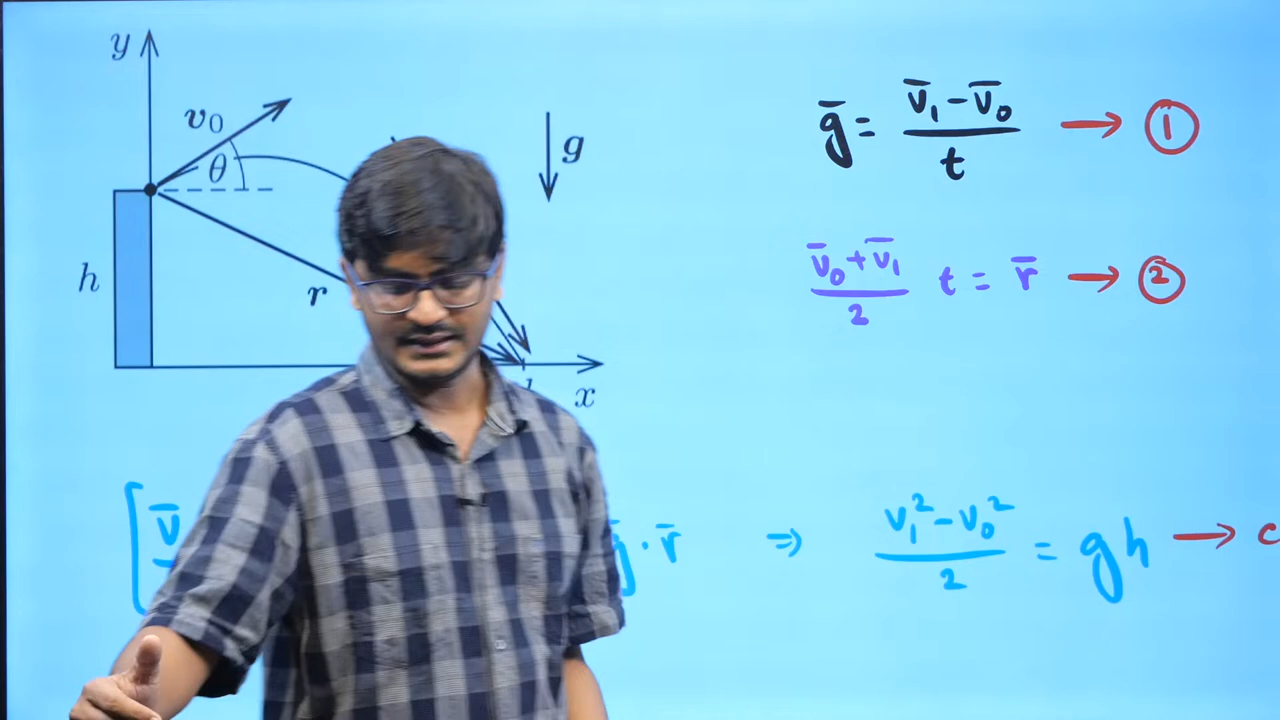 y
v₀
θ
g
h
r
x
ḡ = (v̄₁ − v̄₀) / t → ①
(v̄₀ + v̄₁) / 2 t = r̄ → ②
[ v̄
· r̄ ⇒ (v₁² − v₀²) / 2 = gh →